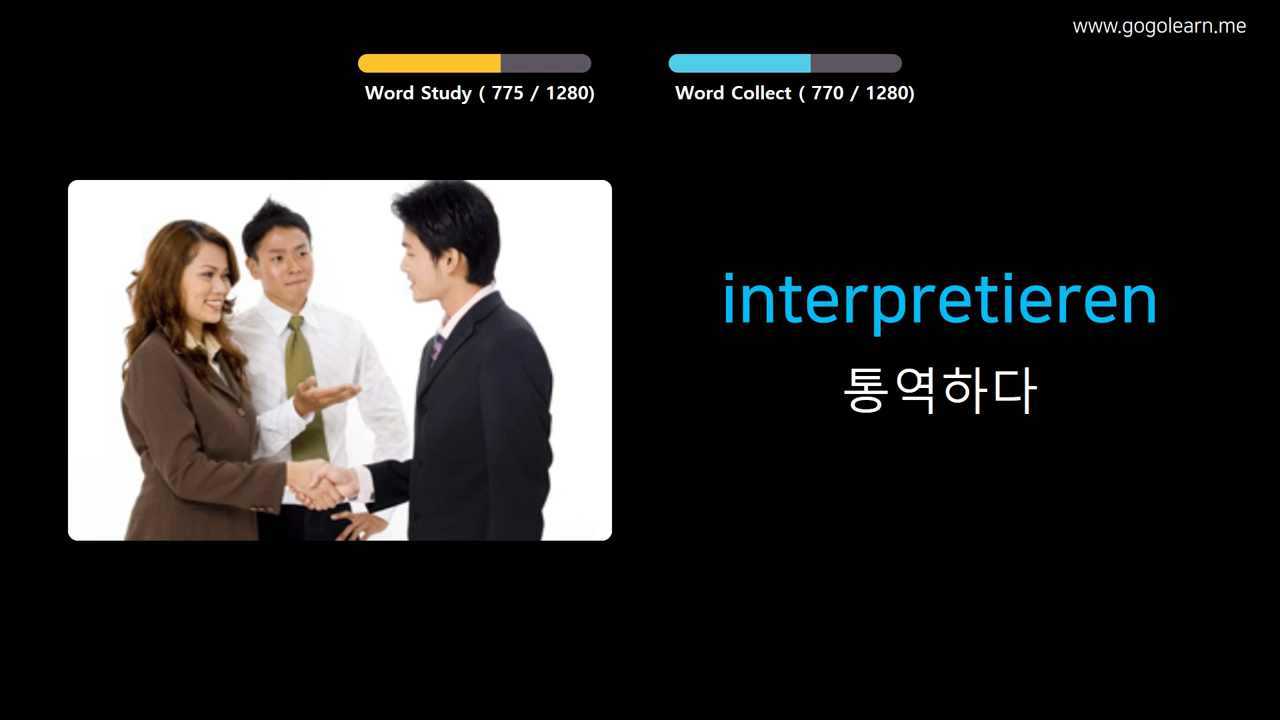 www.gogolearn.me
Word Study ( 775 / 1280)
Word Collect ( 770 / 1280)
interpretieren
통역하다